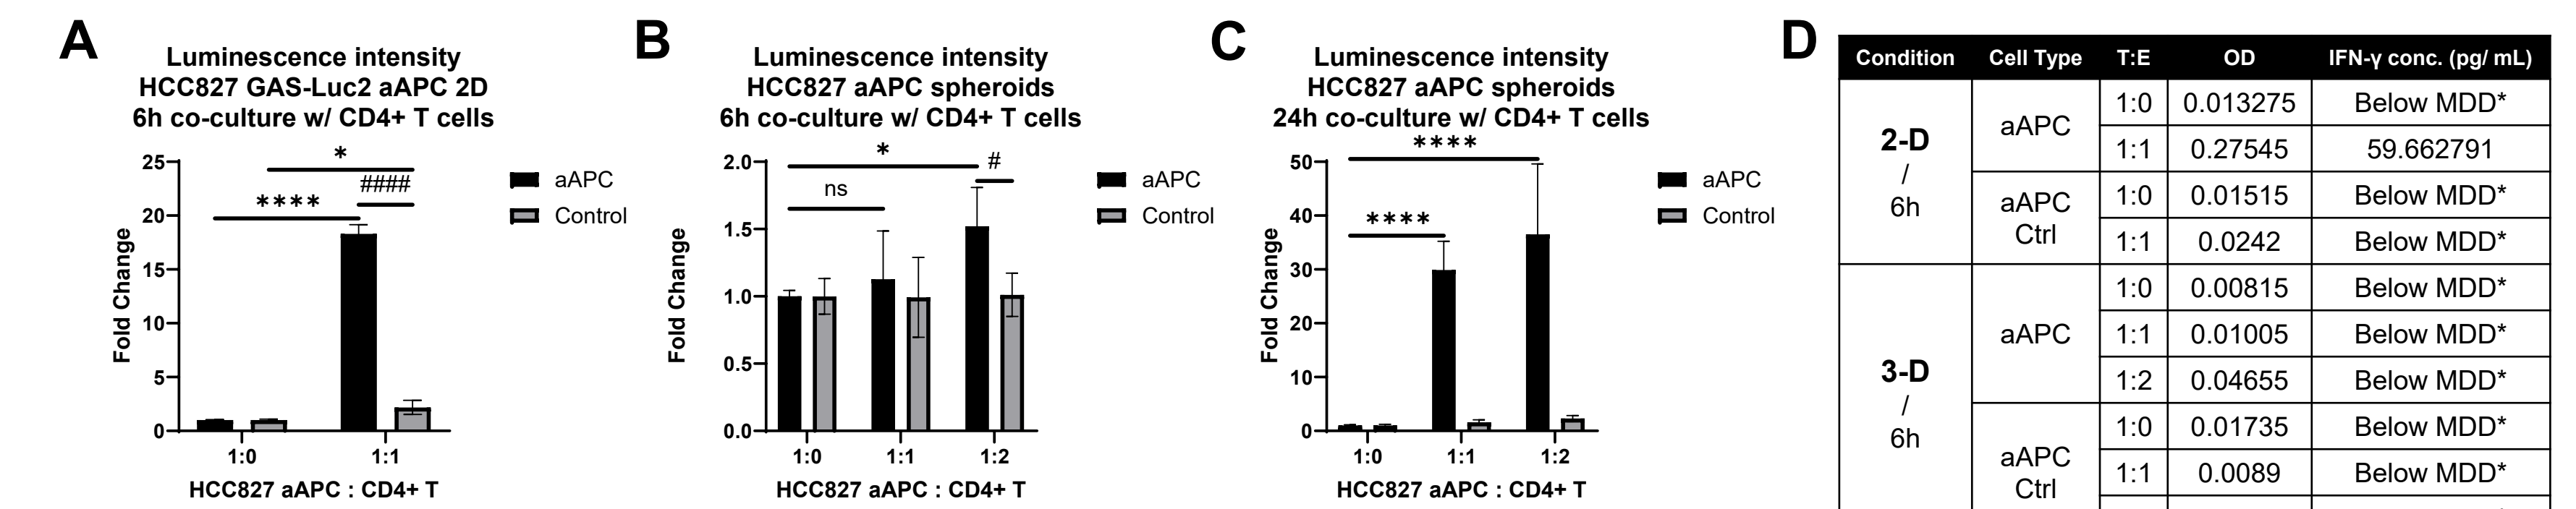 A
Luminescence intensity
HCC827 GAS-Luc2 aAPC 2D
6h co-culture w/ CD4+ T cells
*
####
****
25
20
15
10
5
0
Fold Change
1:0
1:1
HCC827 aAPC : CD4+ T
aAPC
Control
B
Luminescence intensity
HCC827 aAPC spheroids
6h co-culture w/ CD4+ T cells
*
#
ns
2.0
1.5
1.0
0.5
0.0
Fold Change
1:0
1:1
1:2
HCC827 aAPC : CD4+ T
aAPC
Control
C
Luminescence intensity
HCC827 aAPC spheroids
24h co-culture w/ CD4+ T cells
****
****
50
40
30
20
10
0
Fold Change
1:0
1:1
1:2
HCC827 aAPC : CD4+ T
aAPC
Control
D
Condition Cell Type T:E OD IFN-γ conc. (pg/ mL)
2-D
/
6h
aAPC
1:0 0.013275 Below MDD*
1:1 0.27545 59.662791
aAPC
Ctrl
1:0 0.01515 Below MDD*
1:1 0.0242 Below MDD*
3-D
/
6h
aAPC
1:0 0.00815 Below MDD*
1:1 0.01005 Below MDD*
1:2 0.04655 Below MDD*
aAPC
Ctrl
1:0 0.01735 Below MDD*
1:1 0.0089 Below MDD*